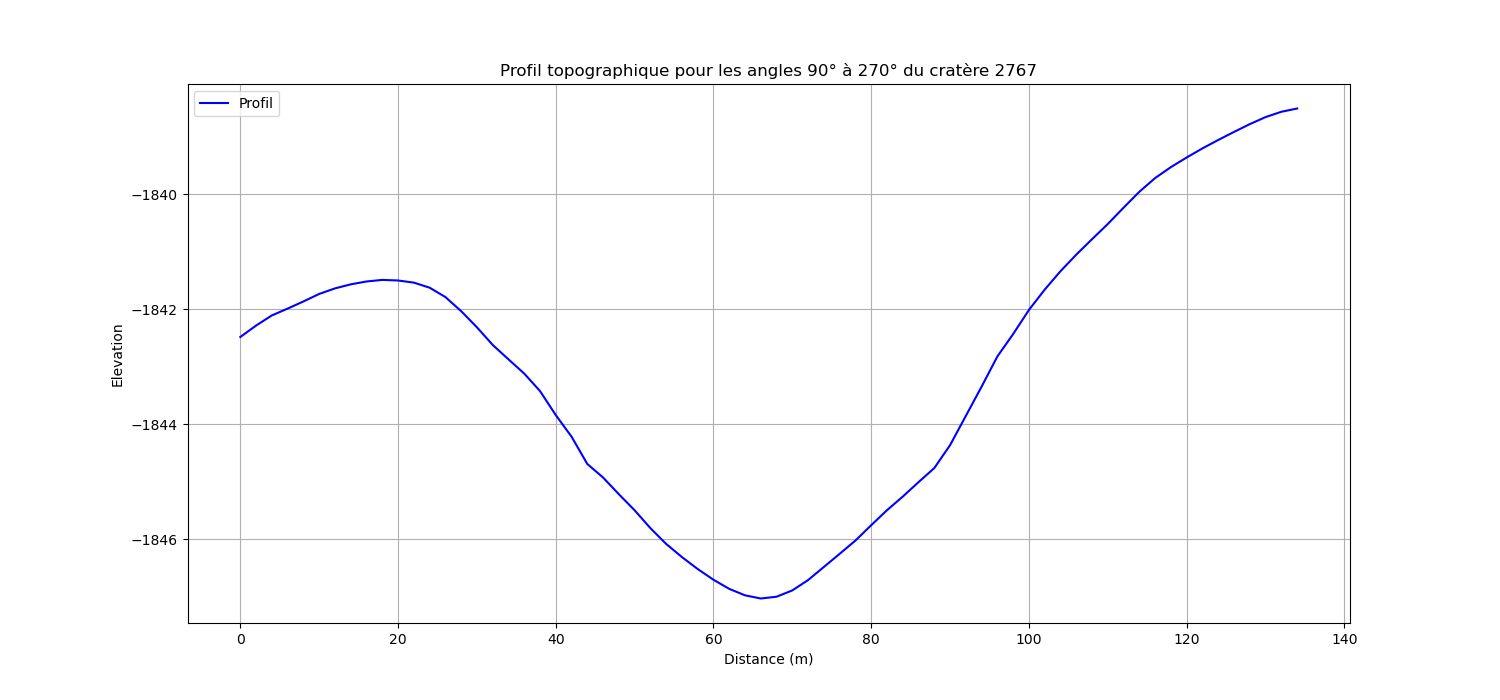 Profil topographique pour les angles 90° à 270° du cratère 2767
Profil
−1840
−1842
−1844
−1846
Elevation
0 20 40 60 80 100 120 140
Distance (m)